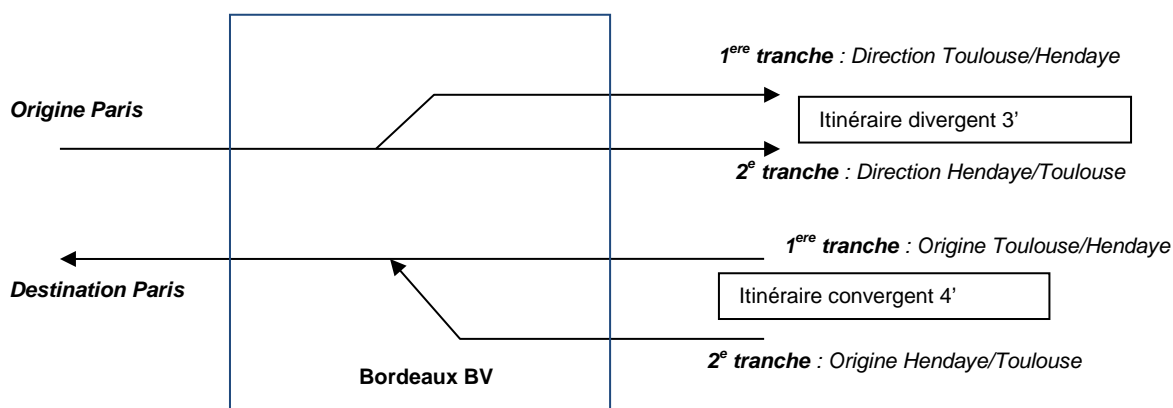 1ere tranche : Direction Toulouse/Hendaye
Origine Paris
Itinéraire divergent 3’
2e tranche : Direction Hendaye/Toulouse
1ere tranche : Origine Toulouse/Hendaye
Destination Paris
Itinéraire convergent 4’
2e tranche : Origine Hendaye/Toulouse
Bordeaux BV